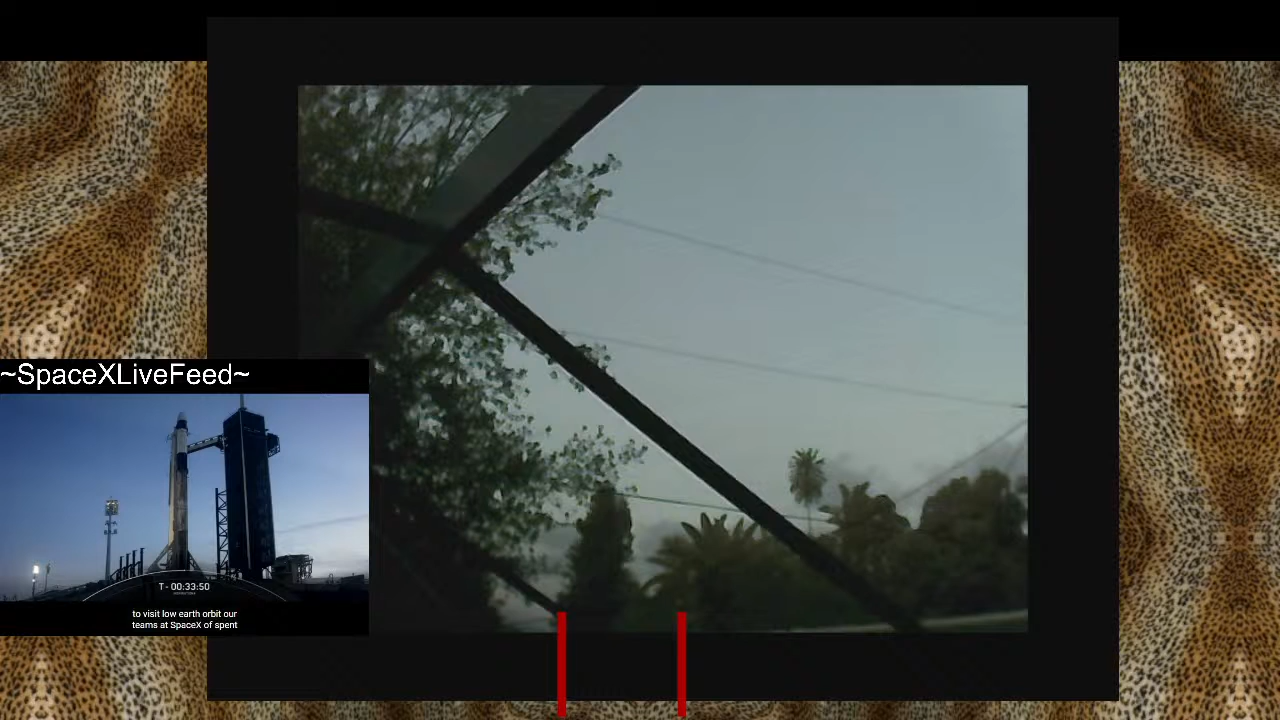 ~SpaceXLiveFeed~
T - 00:33:50
to visit low earth orbit our
teams at SpaceX of spent